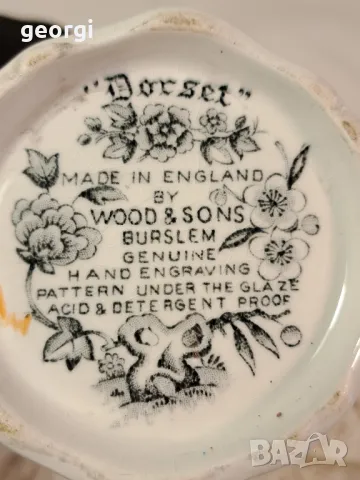 georgi
"Dorset"
MADE IN ENGLAND
BY
WOOD & SONS
BURSLEM
GENUINE
HAND ENGRAVING
PATTERN UNDER THE GLAZE
ACID & DETERGENT PROOF
BAZAR